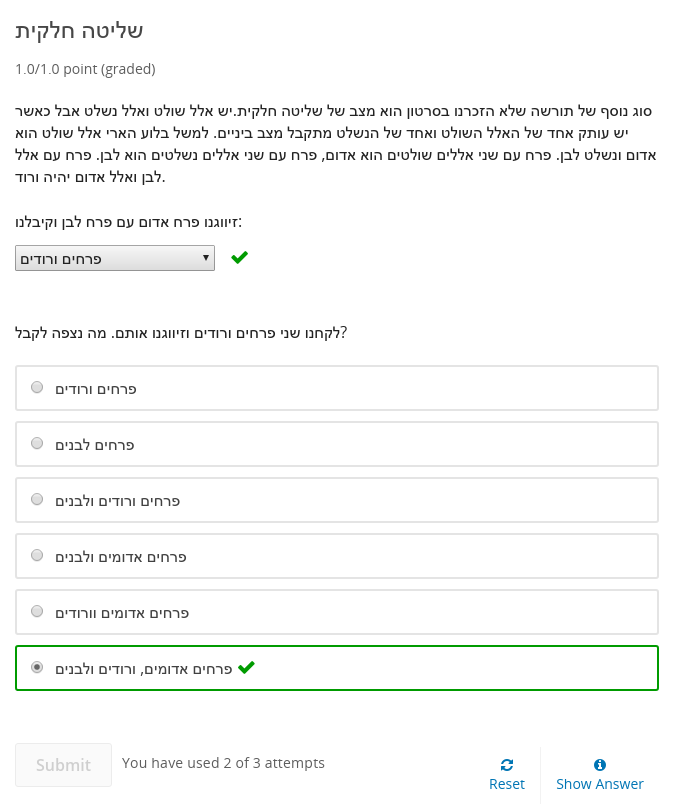 שליטה חלקית
1.0/1.0 point (graded)
סוג נוסף של תורשה שלא הזכרנו בסרטון הוא מצב של שליטה חלקית.יש אלל שולט ואלל נשלט אבל כאשר
יש עותק אחד של האלל השולט ואחד של הנשלט מתקבל מצב ביניים. למשל בלוע הארי אלל שולט הוא
אדום ונשלט לבן. פרח עם שני אללים שולטים הוא אדום, פרח עם שני אללים נשלטים הוא לבן. פרח עם אלל
לבן ואלל אדום יהיה ורוד.
זיווגנו פרח אדום עם פרח לבן וקיבלנו:
פרחים ורודים
לקחנו שני פרחים ורודים וזיווגנו אותם. מה נצפה לקבל?
פרחים ורודים
פרחים לבנים
פרחים ורודים ולבנים
פרחים אדומים ולבנים
פרחים אדומים וורודים
פרחים אדומים, ורודים ולבנים
Submit
You have used 2 of 3 attempts
Reset
Show Answer